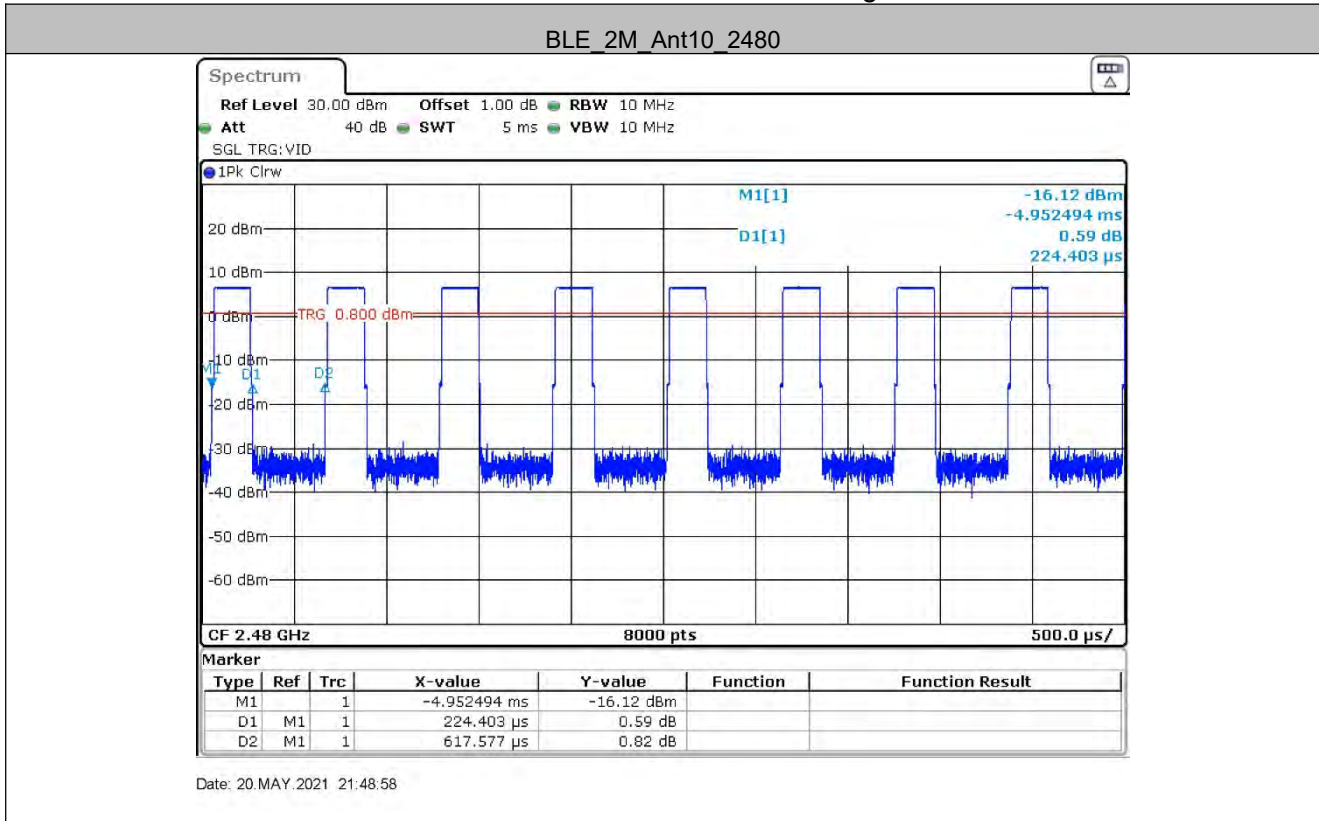 BLE_2M_Ant10_2480
Spectrum
Ref Level 30.00 dBm Offset 1.00 dB RBW 10 MHz
Att 40 dB SWT 5 ms VBW 10 MHz
SGL TRG:VID
1Pk Clrw
M1[1] -16.12 dBm
-4.952494 ms
20 dBm
D1[1] 0.59 dB
224.403 µs
10 dBm
0 dBm TRG 0.800 dBm
-10 dBm
M1 D1 D2
-20 dBm
-30 dBm
-40 dBm
-50 dBm
-60 dBm
CF 2.48 GHz 8000 pts 500.0 µs/
Marker
Type Ref Trc X-value Y-value Function Function Result
M1 1 -4.952494 ms -16.12 dBm
D1 M1 1 224.403 µs 0.59 dB
D2 M1 1 617.577 µs 0.82 dB
Date: 20.MAY.2021 21:48:58